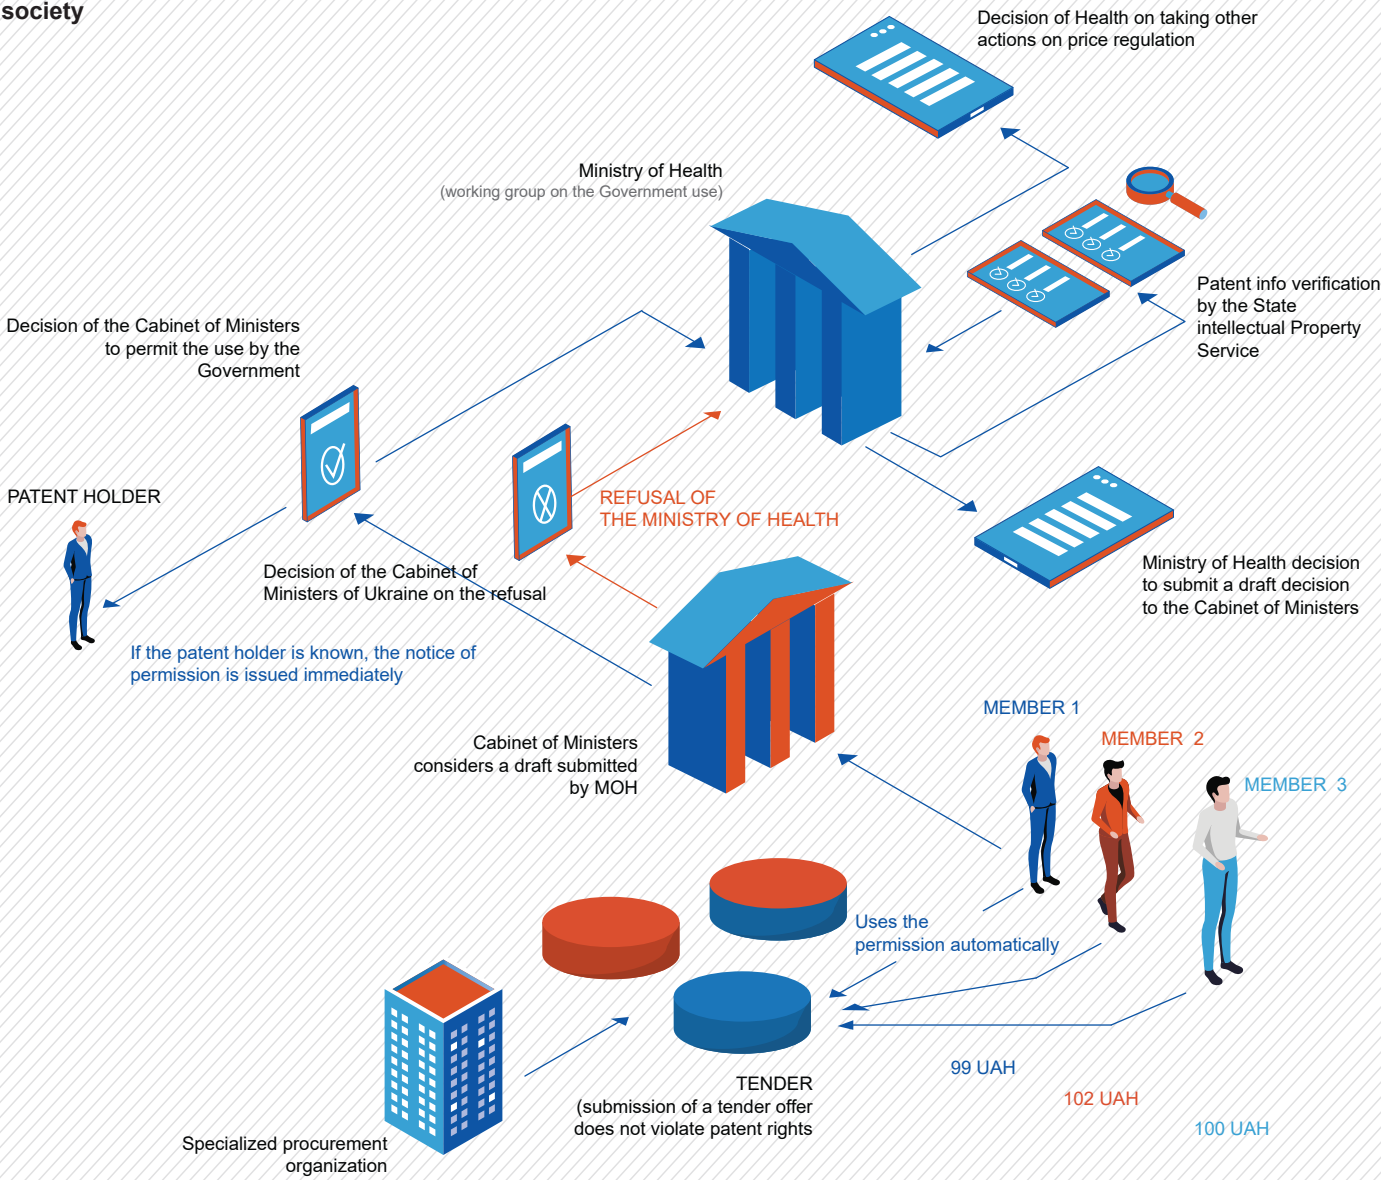 society
Decision of Health on taking other
actions on price regulation
Ministry of Health
(working group on the Government use)
Patent info verification
by the State
intellectual Property
Service
Decision of the Cabinet of Ministers
to permit the use by the
Government
PATENT HOLDER
REFUSAL OF
THE MINISTRY OF HEALTH
Decision of the Cabinet of
Ministers of Ukraine on the refusal
Ministry of Health decision
to submit a draft decision
to the Cabinet of Ministers
If the patent holder is known, the notice of
permission is issued immediately
MEMBER 1
MEMBER 2
MEMBER 3
Cabinet of Ministers
considers a draft submitted
by MOH
Uses the
permission automatically
99 UAH
102 UAH
100 UAH
TENDER
(submission of a tender offer
does not violate patent rights
Specialized procurement
organization